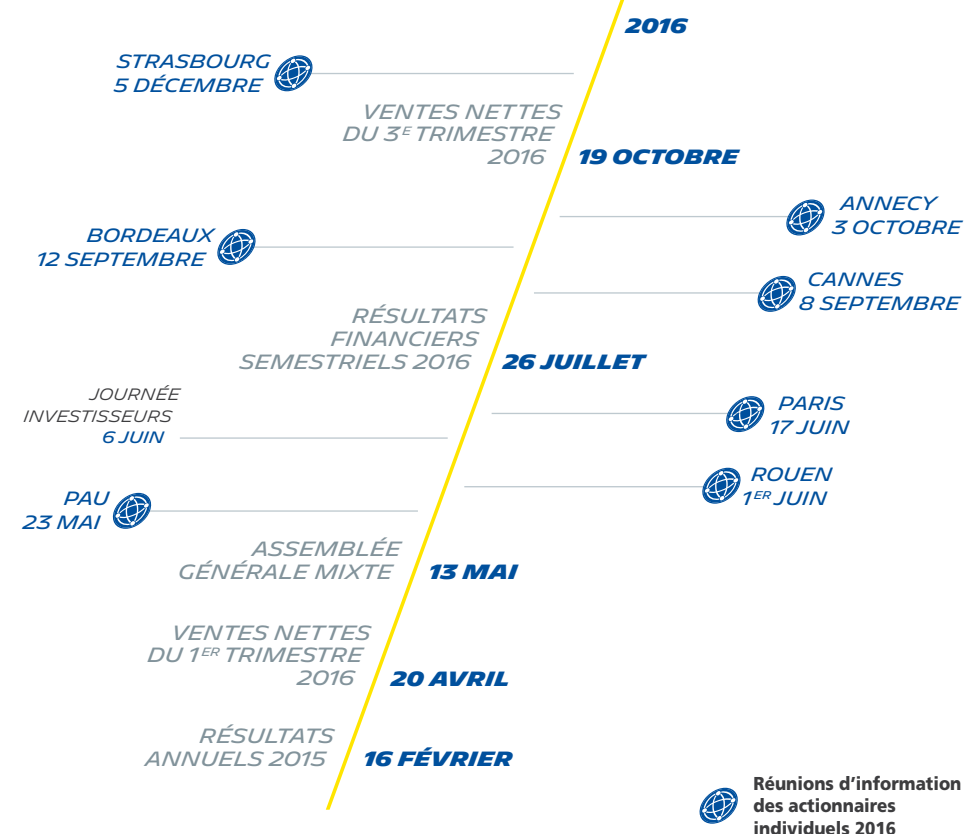 2016
STRASBOURG
5 DÉCEMBRE
VENTES NETTES
DU 3E TRIMESTRE
2016
19 OCTOBRE
ANNECY
3 OCTOBRE
BORDEAUX
12 SEPTEMBRE
CANNES
8 SEPTEMBRE
RÉSULTATS
FINANCIERS
SEMESTRIELS 2016
26 JUILLET
JOURNÉE
INVESTISSEURS
6 JUIN
PARIS
17 JUIN
ROUEN
1ER JUIN
PAU
23 MAI
ASSEMBLÉE
GÉNÉRALE MIXTE
13 MAI
VENTES NETTES
DU 1ER TRIMESTRE
2016
20 AVRIL
RÉSULTATS
ANNUELS 2015
16 FÉVRIER
Réunions d’information
des actionnaires
individuels 2016